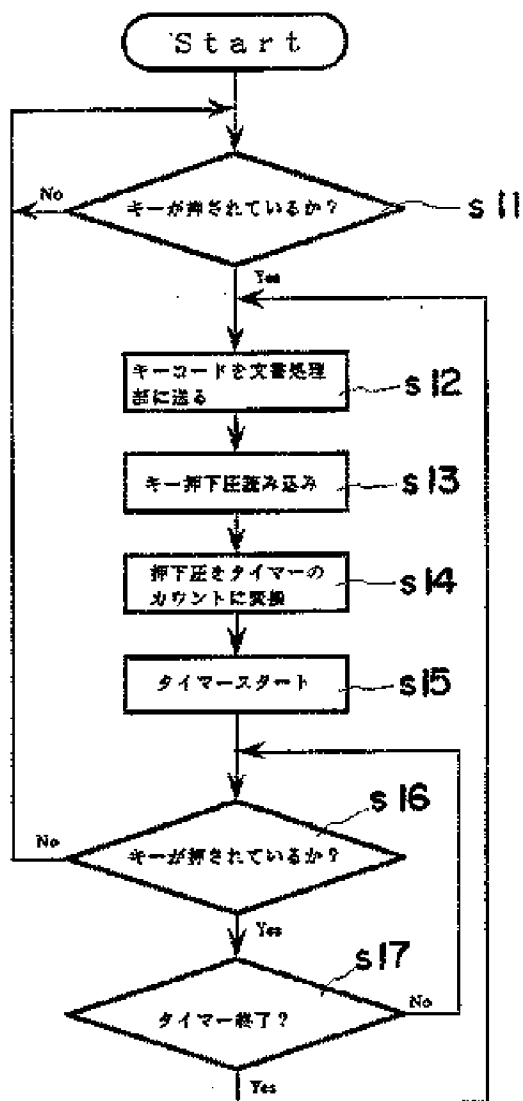 Start
No
キーが押されているか？
s11
Yes
キーコードを文書処理
部に送る
s12
キー押下圧読み込み
s13
押下圧をタイマーの
カウントに変換
s14
タイマースタート
s15
s16
No
キーが押されているか？
Yes
s17
タイマー終了？
No
Yes